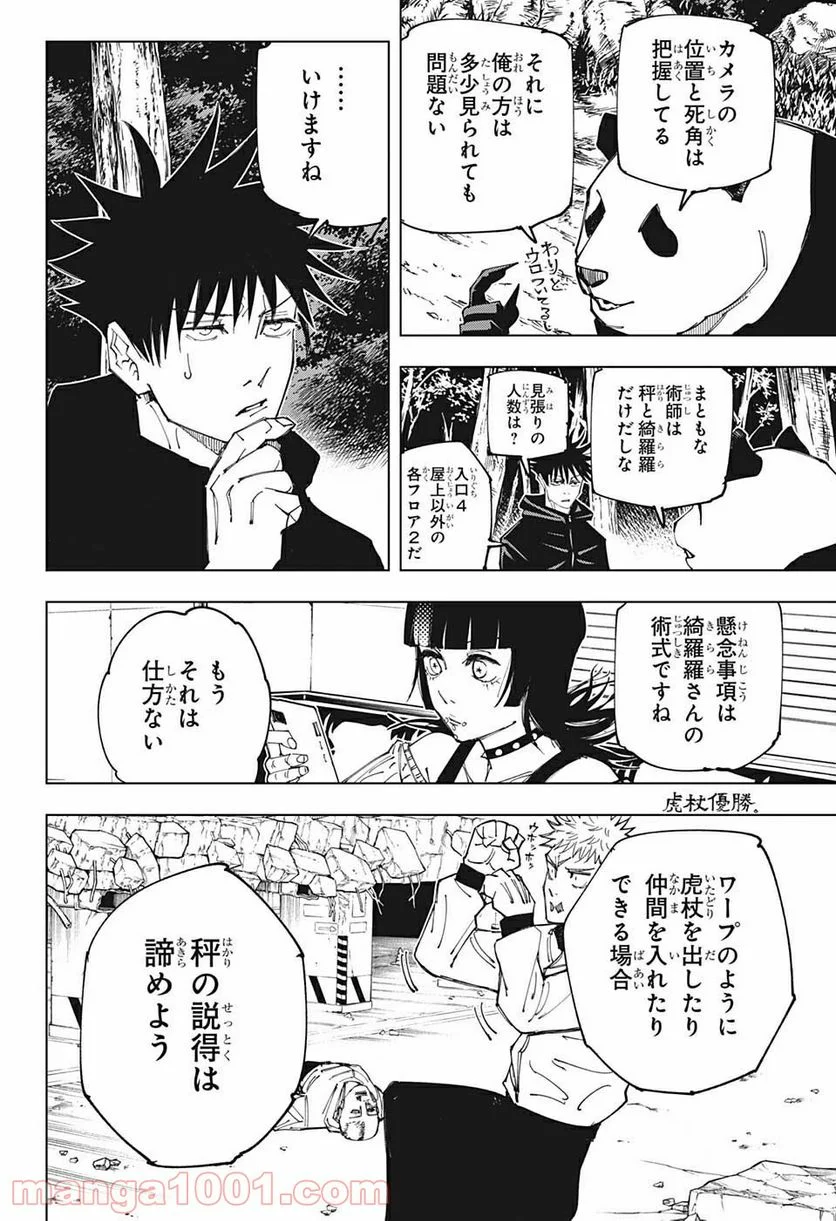 カメラの
位置と死角は
把握してる
それに
俺の方は
多少見られても
問題ない
わりと
ウロついてるし
……
いけますね
まともな
術師は
秤と綺羅羅
だけだしな
見張りの
人数は？
入口4
屋上以外の
各フロア2だ
懸念事項は
綺羅羅さんの
術式ですね
もう
それは
仕方ない
虎杖優勝。
ウホッホッ
ワープのように
虎杖を出したり
仲間を入れたり
できる場合
秤の説得は
諦めよう
manga1001.com